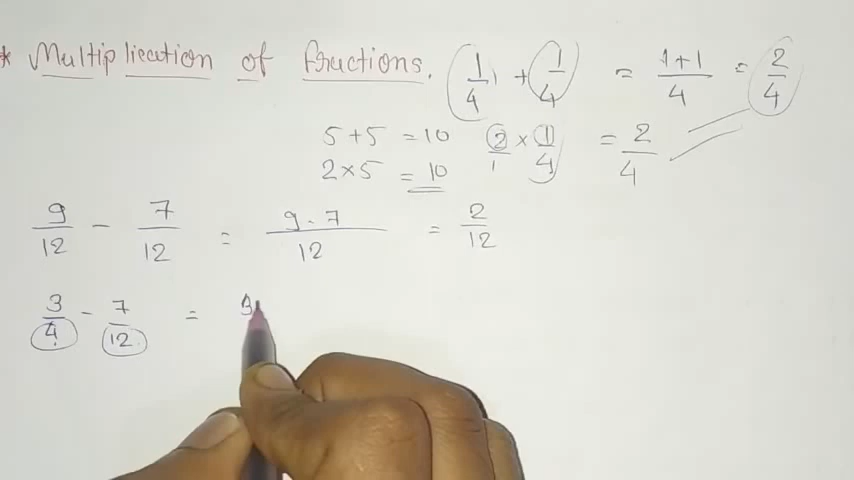 * Multiplication of fractions. 1/4 + 1/4 = 1+1/4 = 2/4
5 + 5 = 10 2/1 × 1/4 = 2/4
2 × 5 = 10
9/12 - 7/12 = 9-7/12 = 2/12
3/4 - 7/12 = 9